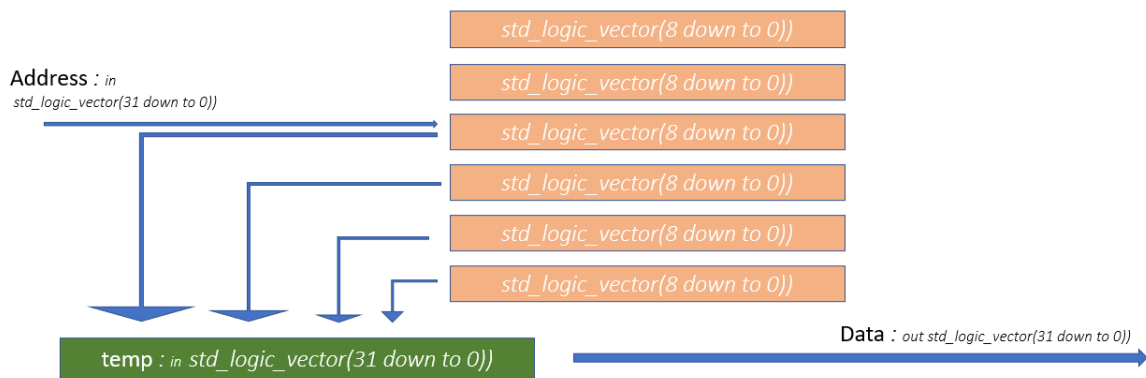 std_logic_vector(8 down to 0))
Address : in
std_logic_vector(31 down to 0))
std_logic_vector(8 down to 0))
std_logic_vector(8 down to 0))
std_logic_vector(8 down to 0))
std_logic_vector(8 down to 0))
std_logic_vector(8 down to 0))
temp : in std_logic_vector(31 down to 0))
Data : out std_logic_vector(31 down to 0))